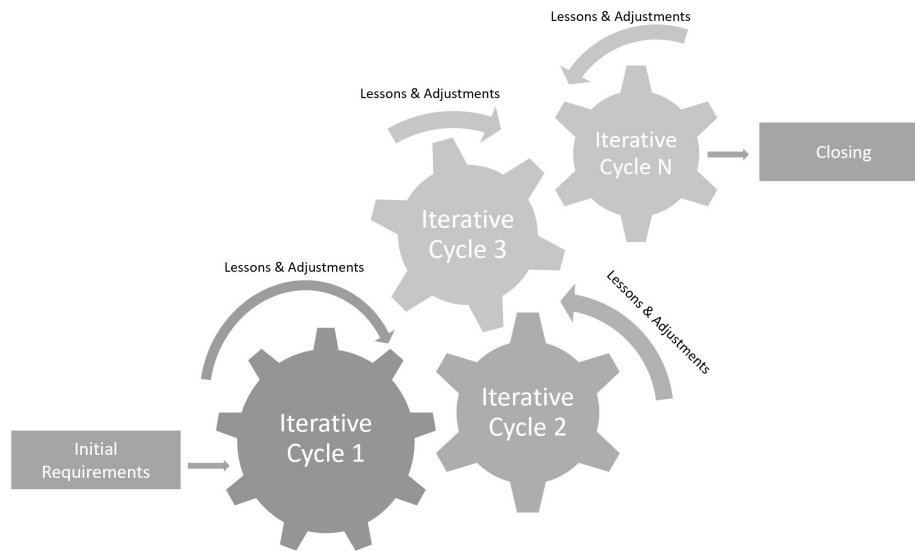 Lessons & Adjustments
Lessons & Adjustments
Iterative
Cycle N
Closing
Iterative
Cycle 3
Lessons & Adjustments
Lessons & Adjustments
Iterative
Cycle 2
Iterative
Cycle 1
Initial
Requirements